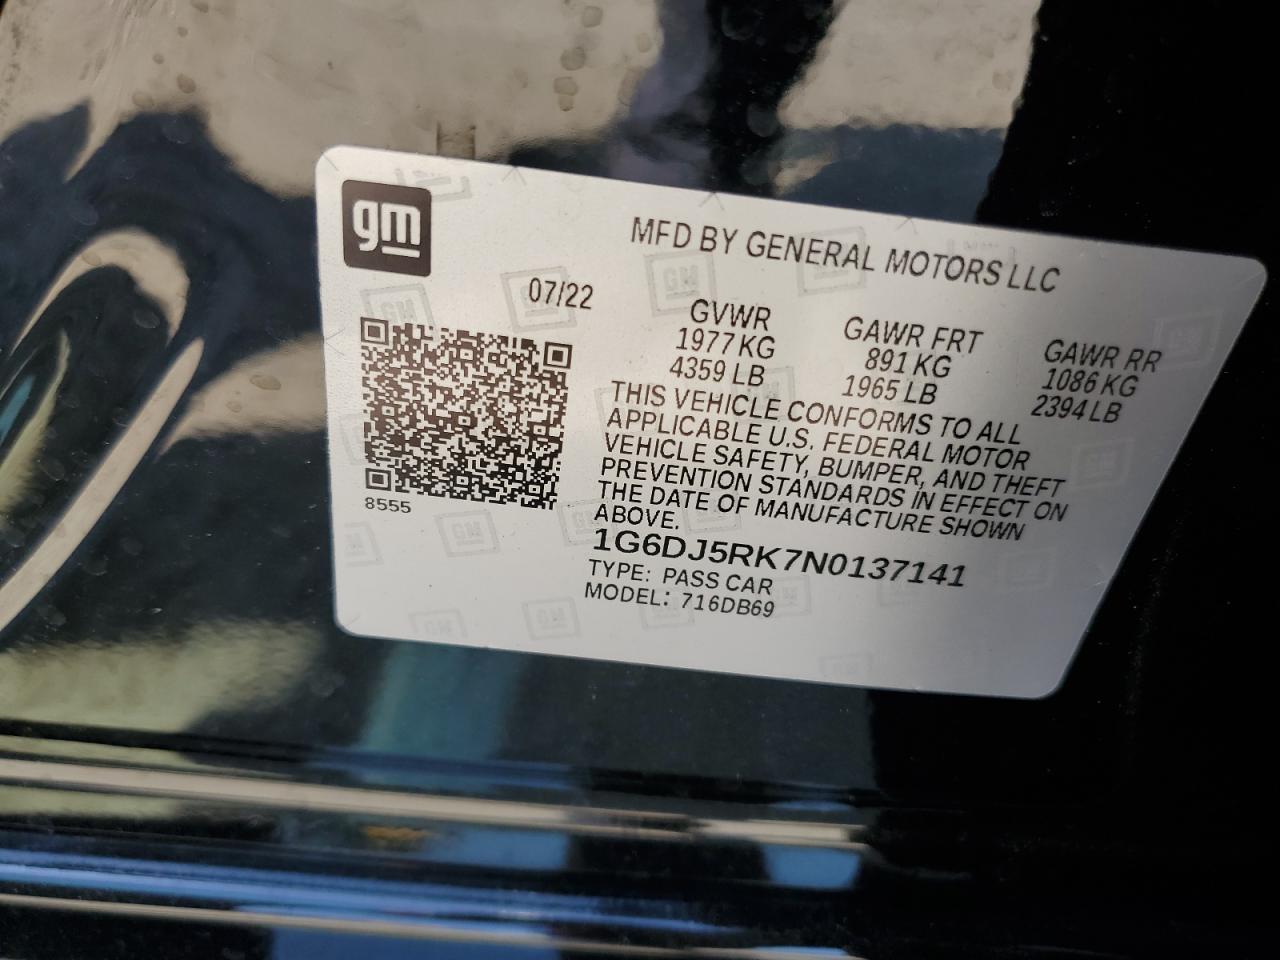 gm
MFD BY GENERAL MOTORS LLC
07/22
GVWR
1977 KG
4359 LB
GAWR FRT
891 KG
1965 LB
GAWR RR
1086 KG
2394 LB
THIS VEHICLE CONFORMS TO ALL
APPLICABLE U.S. FEDERAL MOTOR
VEHICLE SAFETY, BUMPER, AND THEFT
PREVENTION STANDARDS IN EFFECT ON
THE DATE OF MANUFACTURE SHOWN
ABOVE.
8555
1G6DJ5RK7N0137141
TYPE: PASS CAR
MODEL: 716DB69